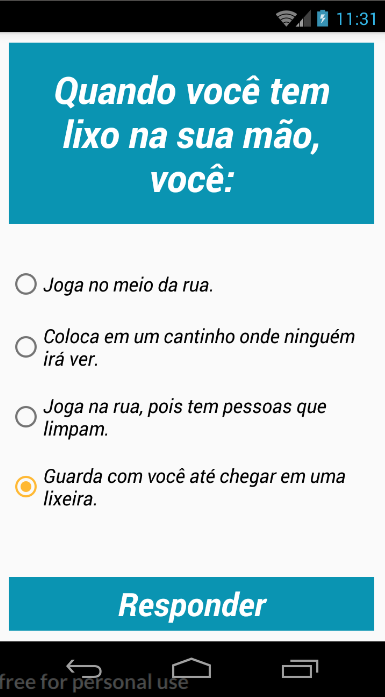 11:31
Quando você tem
lixo na sua mão,
você:
Joga no meio da rua.
Coloca em um cantinho onde ninguém
irá ver.
Joga na rua, pois tem pessoas que
limpam.
Guarda com você até chegar em uma
lixeira.
Responder
free for personal use